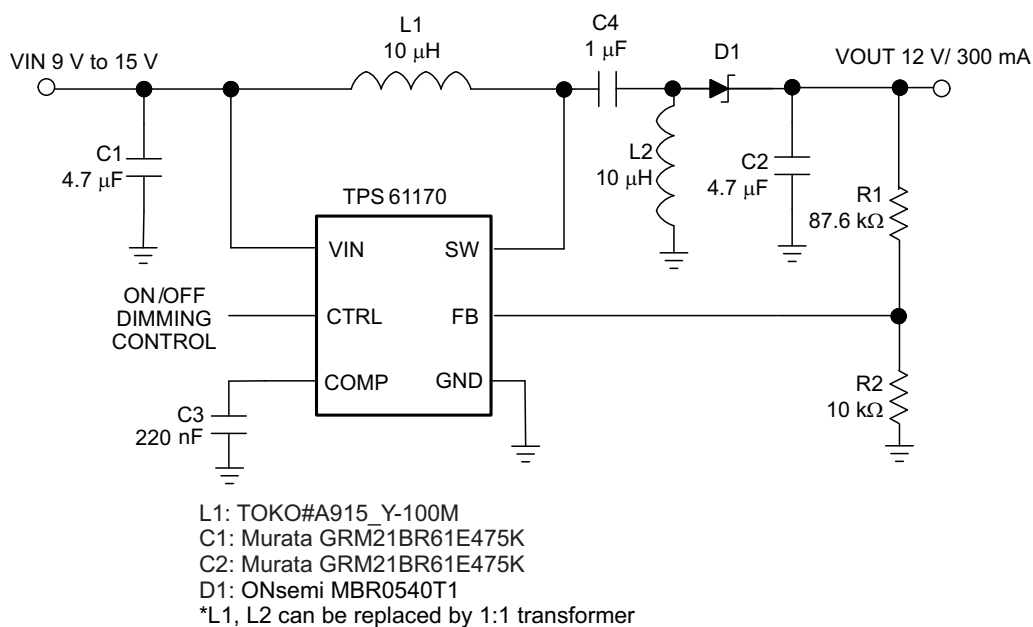 L1
10 μH
C4
1 μF
D1
VIN 9 V to 15 V
VOUT 12 V/ 300 mA
C1
4.7 μF
L2
10 μH
C2
4.7 μF
R1
87.6 kΩ
TPS 61170
VIN
SW
ON/OFF
DIMMING
CONTROL
CTRL
FB
COMP
GND
C3
220 nF
R2
10 kΩ
L1: TOKO#A915_Y-100M
C1: Murata GRM21BR61E475K
C2: Murata GRM21BR61E475K
D1: ONsemi MBR0540T1
*L1, L2 can be replaced by 1:1 transformer